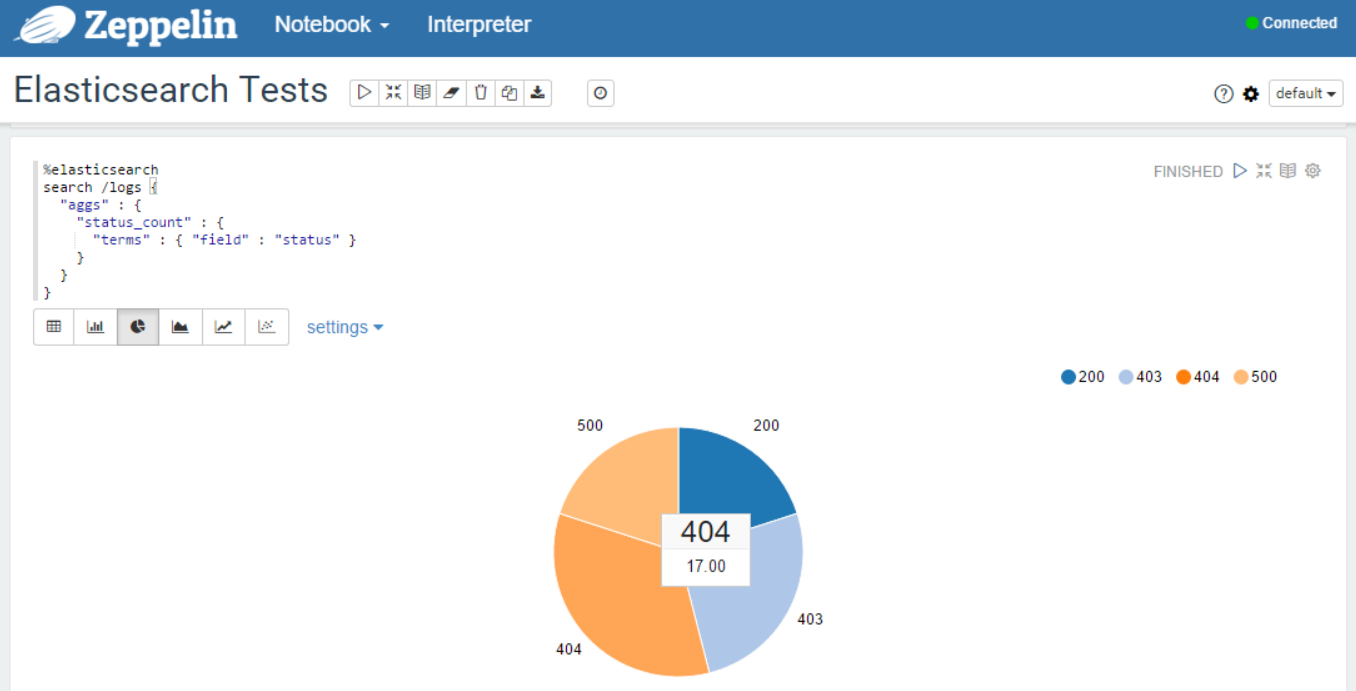 Zeppelin Notebook Interpreter Connected
Elasticsearch Tests default
%elasticsearch FINISHED
search /logs {
"aggs" : {
"status_count" : {
"terms" : { "field" : "status" }
}
}
}
settings
200 403 404 500
500 200
404
17.00
403
404